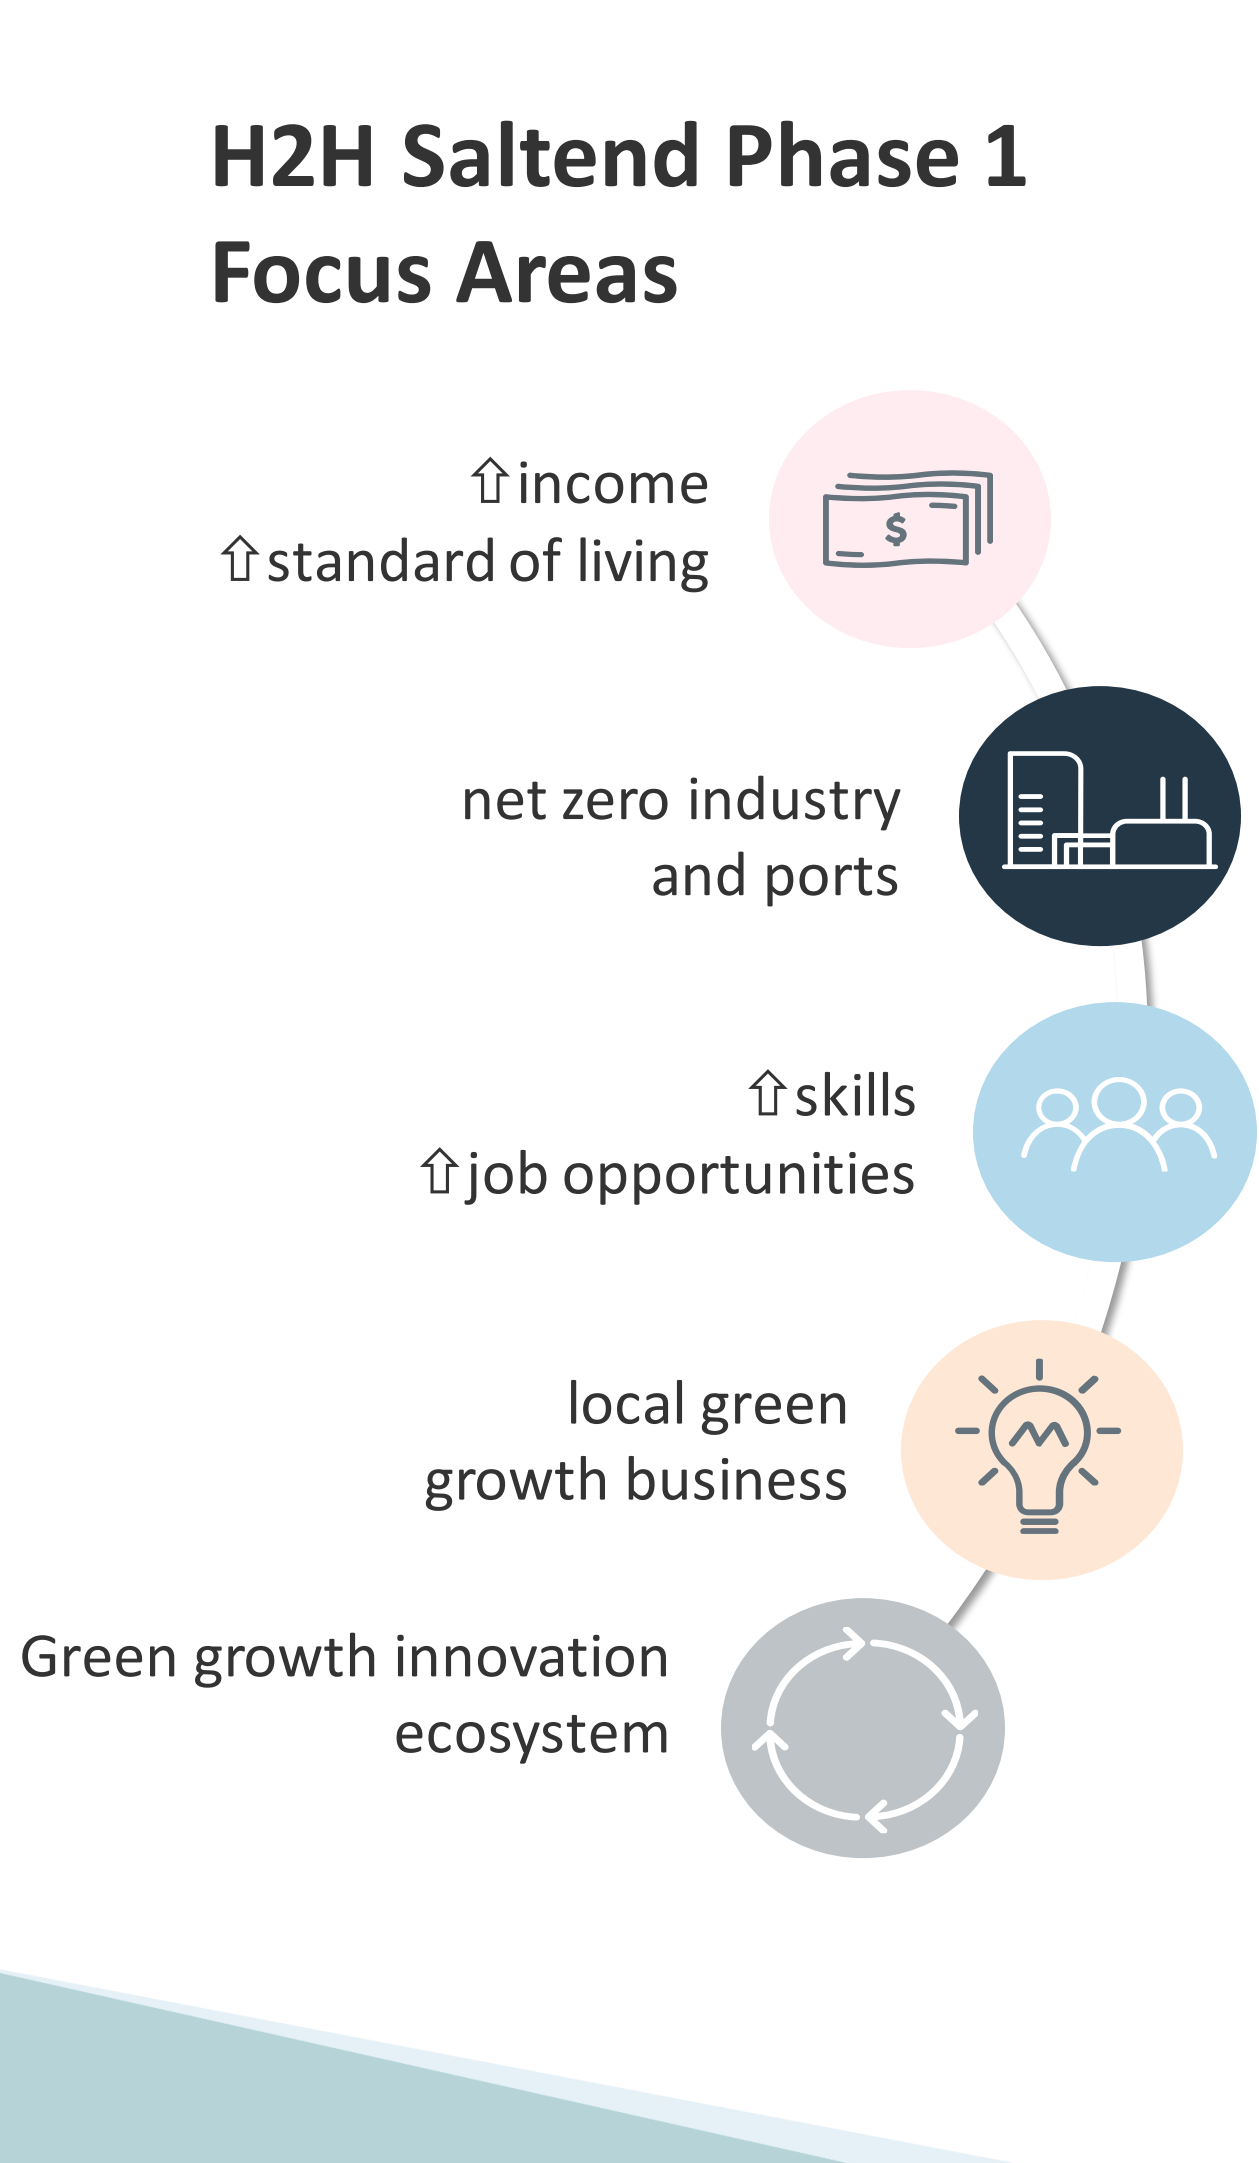 H2H Saltend Phase 1
Focus Areas
⇧income
$
⇧standard of living
net zero industry
and ports
⇧skills
⇧job opportunities
local green
growth business
Green growth innovation
ecosystem